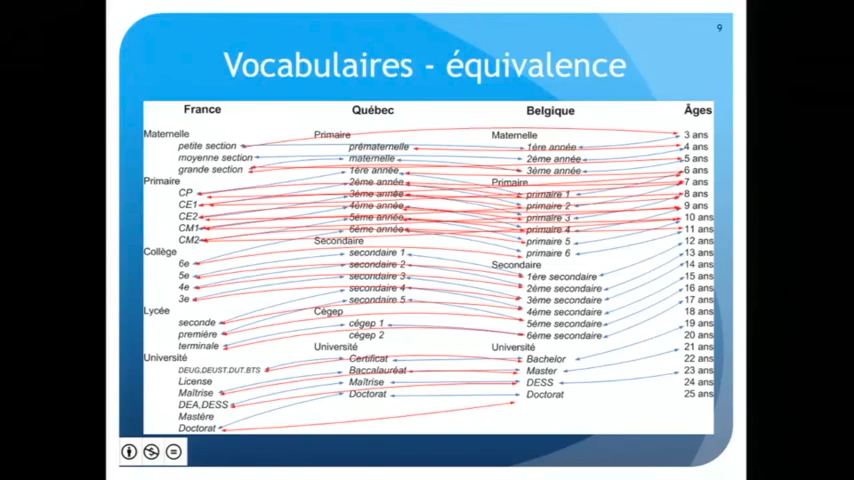 9
Vocabulaires - équivalence
France Québec Belgique Âges
Maternelle Primaire Maternelle 3 ans
petite section prématernelle 1ère année 4 ans
moyenne section maternelle 2ème année 5 ans
grande section 1ère année 3ème année 6 ans
Primaire 2ème année Primaire 7 ans
CP 3ème année primaire 1 8 ans
CE1 4ème année primaire 2 9 ans
CE2 5ème année primaire 3 10 ans
CM1 6ème année primaire 4 11 ans
CM2 Secondaire primaire 5 12 ans
Collège secondaire 1 primaire 6 13 ans
6e secondaire 2 Secondaire 14 ans
5e secondaire 3 1ére secondaire 15 ans
4e secondaire 4 2ème secondaire 16 ans
3e secondaire 5 3ème secondaire 17 ans
Lycée Cégep 4ème secondaire 18 ans
seconde cégep 1 5ème secondaire 19 ans
première cégep 2 6ème secondaire 20 ans
terminale Université Université 21 ans
Université Certificat Bachelor 22 ans
DEUG,DEUST,DUT,BTS Baccalauréat Master 23 ans
License Maîtrise DESS 24 ans
Maîtrise Doctorat Doctorat 25 ans
DEA,DESS
Mastère
Doctorat